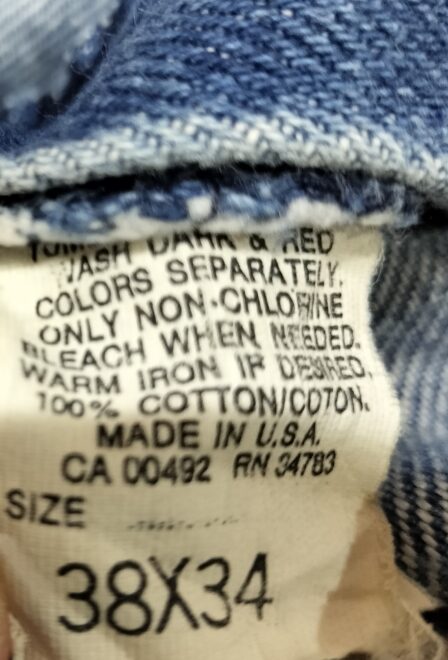 WASH DARK & RED
COLORS SEPARATELY.
ONLY NON-CHLORINE
BLEACH WHEN NEEDED.
WARM IRON IF DESIRED.
100% COTTON/COTON.
MADE IN U.S.A.
CA 00492 RN 34783
SIZE
38X34